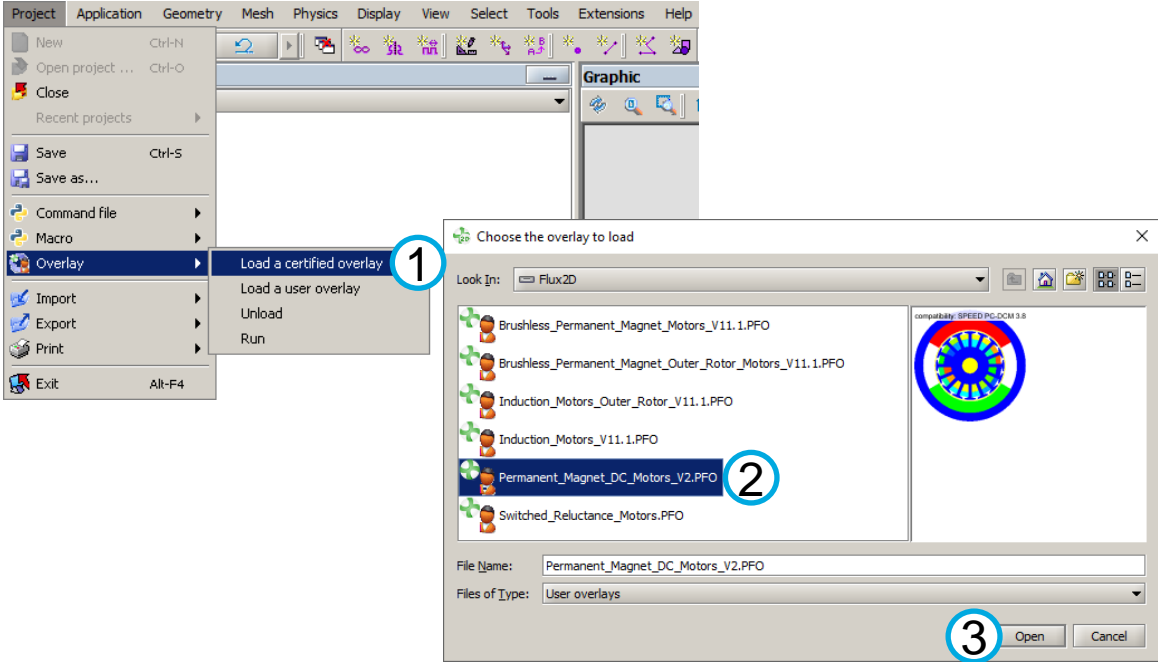 Project Application Geometry Mesh Physics Display View Select Tools Extensions Help
New Ctrl-N
Open project ... Ctrl-O
Close
Recent projects
Save Ctrl-S
Save as...
Command file
Macro
Overlay
Import
Export
Print
Exit Alt-F4
Graphic
Load a certified overlay
Load a user overlay
Unload
Run
1
Choose the overlay to load
Look In: Flux2D
Brushless_Permanent_Magnet_Motors_V11.1.PFO
Brushless_Permanent_Magnet_Outer_Rotor_Motors_V11.1.PFO
Induction_Motors_Outer_Rotor_V11.1.PFO
Induction_Motors_V11.1.PFO
Permanent_Magnet_DC_Motors_V2.PFO
2
Switched_Reluctance_Motors.PFO
compatibility: SPEED PC-DCM 3.8
File Name: Permanent_Magnet_DC_Motors_V2.PFO
Files of Type: User overlays
3
Open Cancel